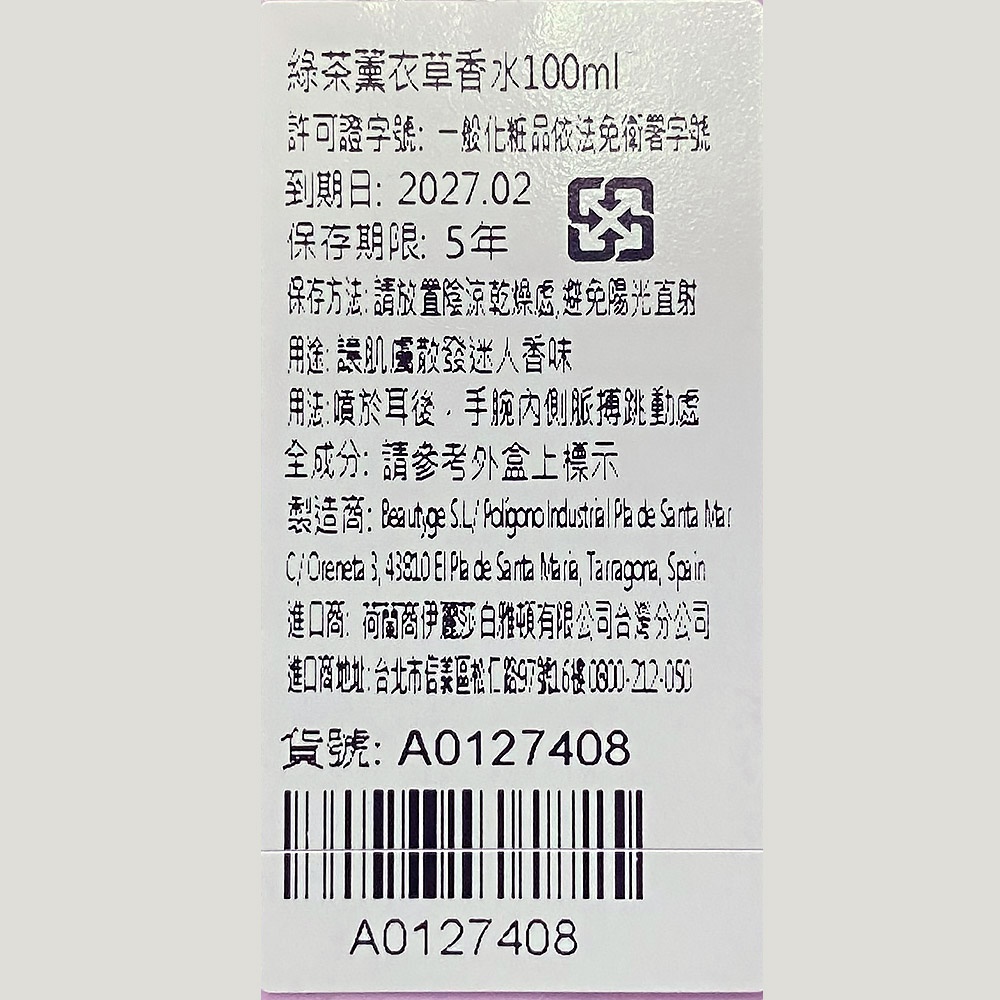 綠茶薰衣草香水100ml
許可證字號: 一般化粧品依法免衛署字號
到期日: 2027.02
保存期限: 5年
保存方法:請放置陰涼乾燥處,避免陽光直射
用途:讓肌膚散發迷人香味
用法:噴於耳後,手腕內側脈搏跳動處
全成分: 請參考外盒上標示
製造商: Beautyge S.L/ Polígono Industrial Pla de Santa Mar
C/ Oreneta 3, 43810 El Pla de Santa Maria, Tarragona, Spain
進口商: 荷蘭商伊麗莎白雅頓有限公司台灣分公司
進口商地址:台北市信義區松仁路97號16樓 0800-212-050
貨號: A0127408
A0127408